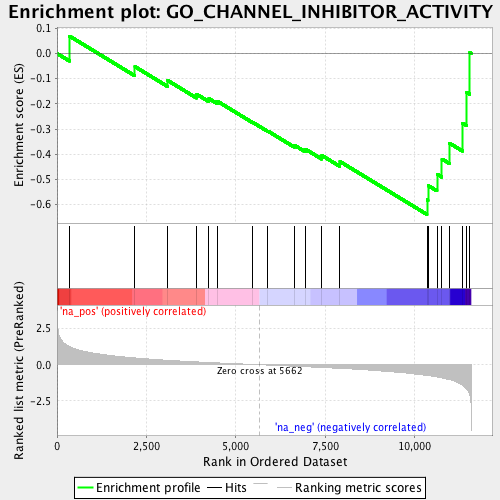 Enrichment plot: GO_CHANNEL_INHIBITOR_ACTIVITY
Enrichment score (ES)
0.1
0.0
-0.1
-0.2
-0.3
-0.4
-0.5
-0.6
'na_pos' (positively correlated)
Ranked list metric (PreRanked)
2.5
0.0
-2.5
Zero cross at 5662
'na_neg' (negatively correlated)
0
2,500
5,000
7,500
10,000
Rank in Ordered Dataset
Enrichment profile
Hits
Ranking metric scores